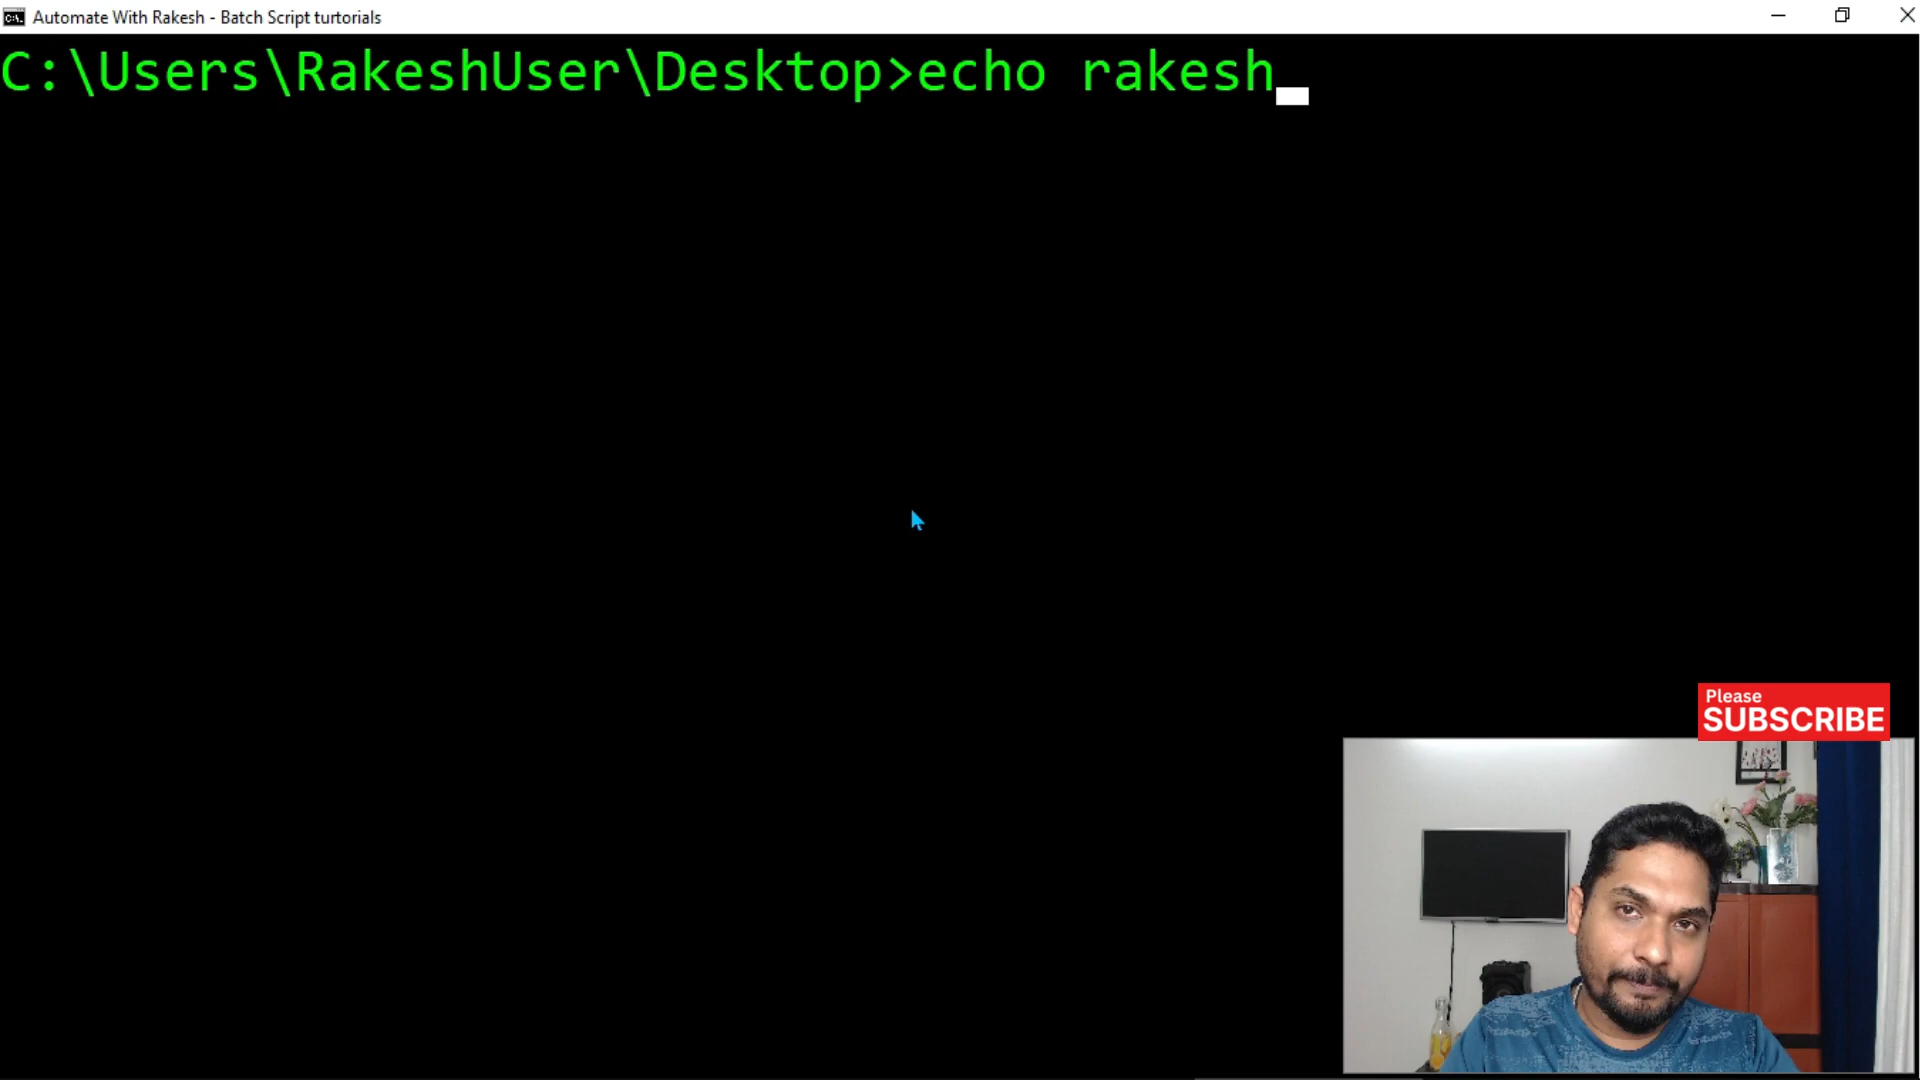 Automate With Rakesh - Batch Script turtorials
C:\Users\RakeshUser\Desktop>echo rakesh
Please
SUBSCRIBE